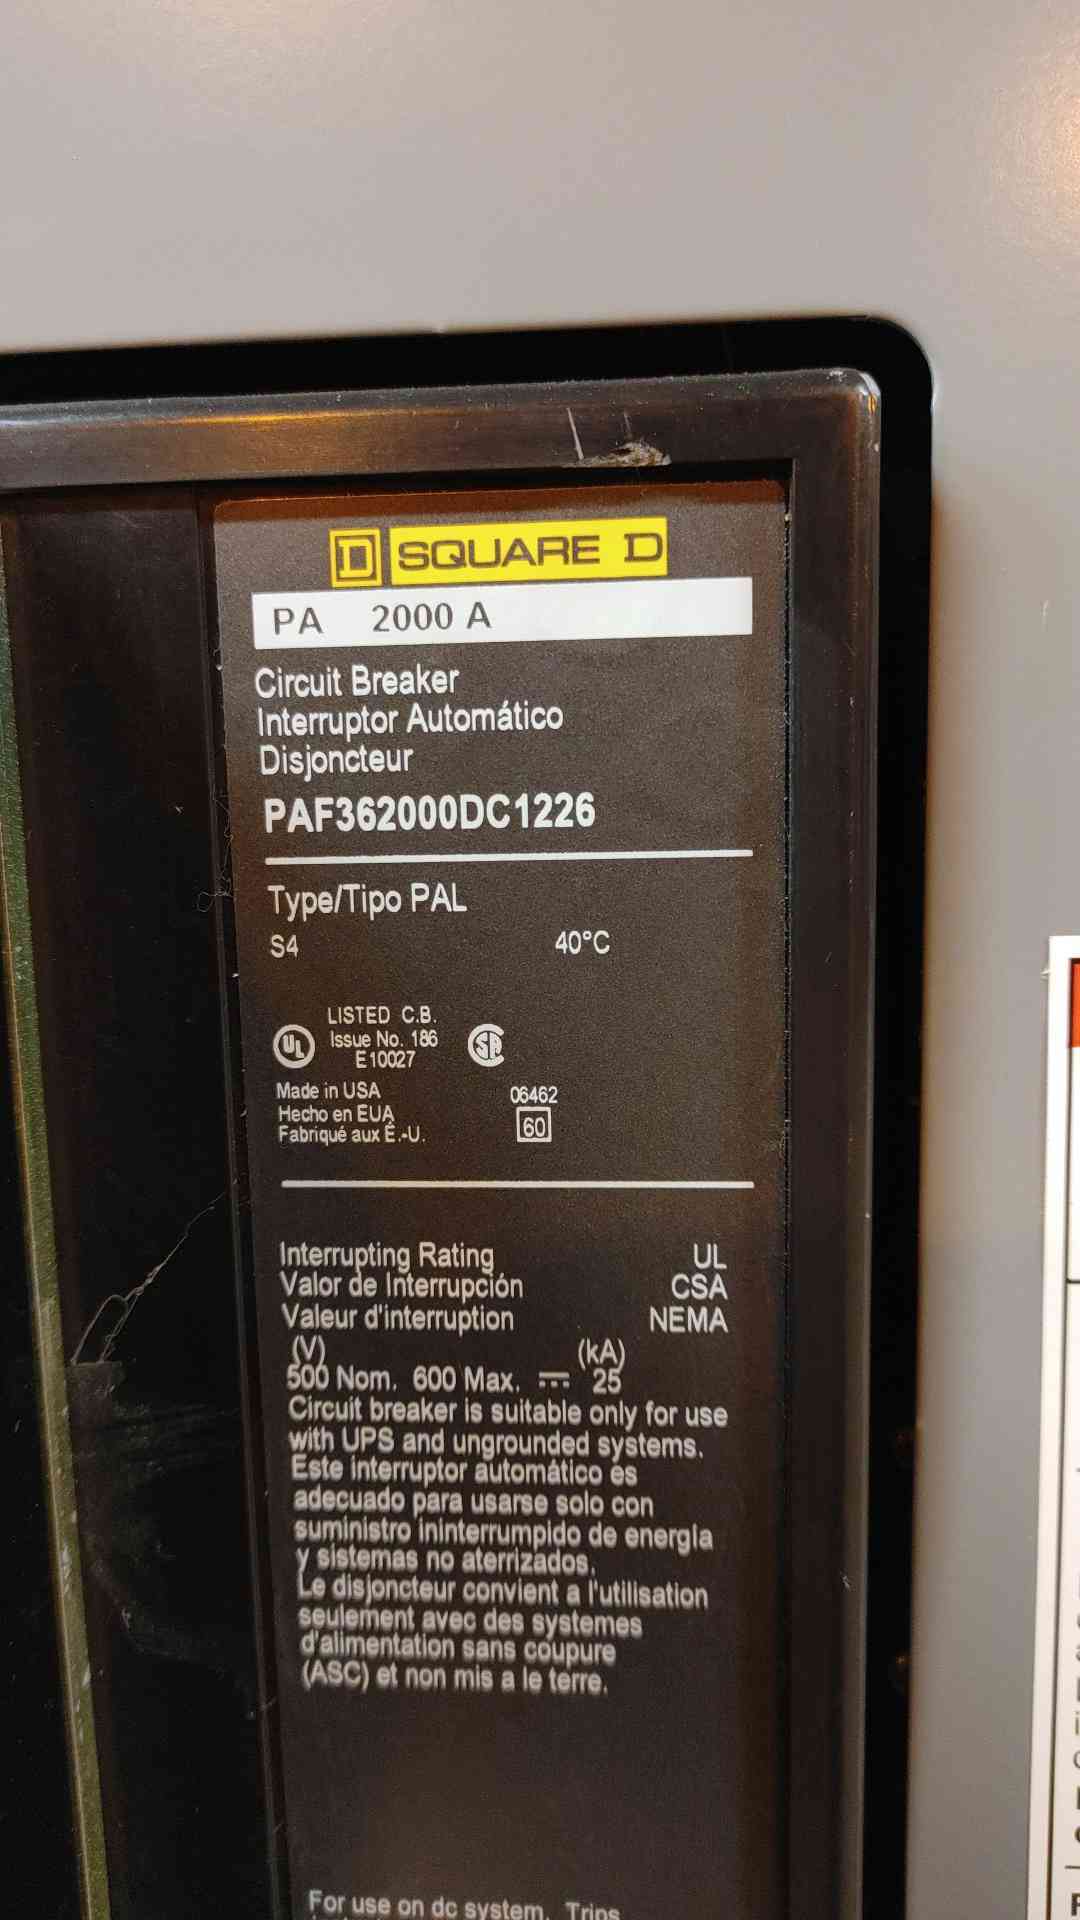 D SQUARE D
PA 2000 A
Circuit Breaker
Interruptor Automático
Disjoncteur
PAF362000DC1226
Type/Tipo PAL
S4 40°C
LISTED C.B.
UL Issue No. 186 SA
E10027
Made in USA 06462
Hecho en EUA 60
Fabriqué aux É.-U.
Interrupting Rating UL
Valor de Interrupción CSA
Valeur d'interruption NEMA
(V) (kA)
500 Nom. 600 Max. 25
Circuit breaker is suitable only for use
with UPS and ungrounded systems.
Este interruptor automático es
adecuado para usarse solo con
suministro ininterrumpido de energia
y sistemas no aterrizados.
Le disjoncteur convient a l'utilisation
seulement avec des systemes
d'alimentation sans coupure
(ASC) et non mis a le terre.
For use on dc system. Trips